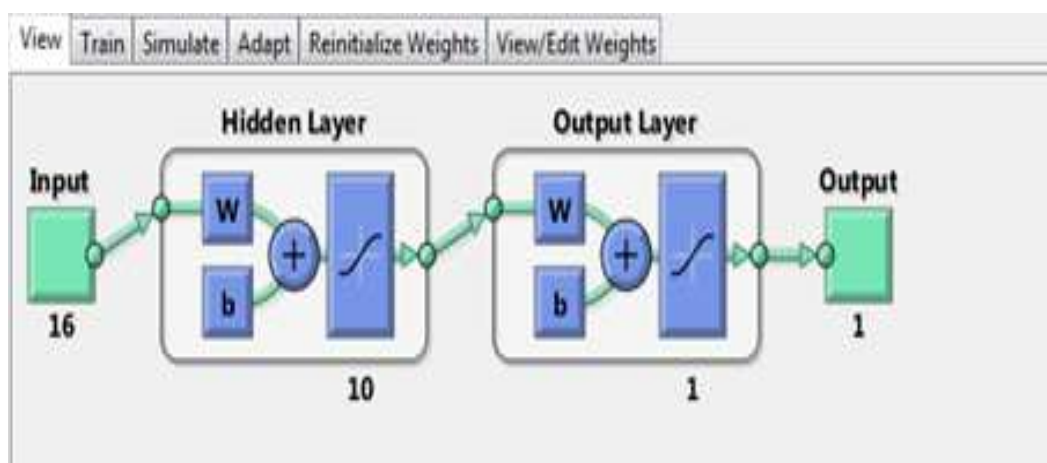 View Train Simulate Adapt Reinitialize Weights View/Edit Weights
Hidden Layer Output Layer
Input Output
W W
b b
16 1
10 1